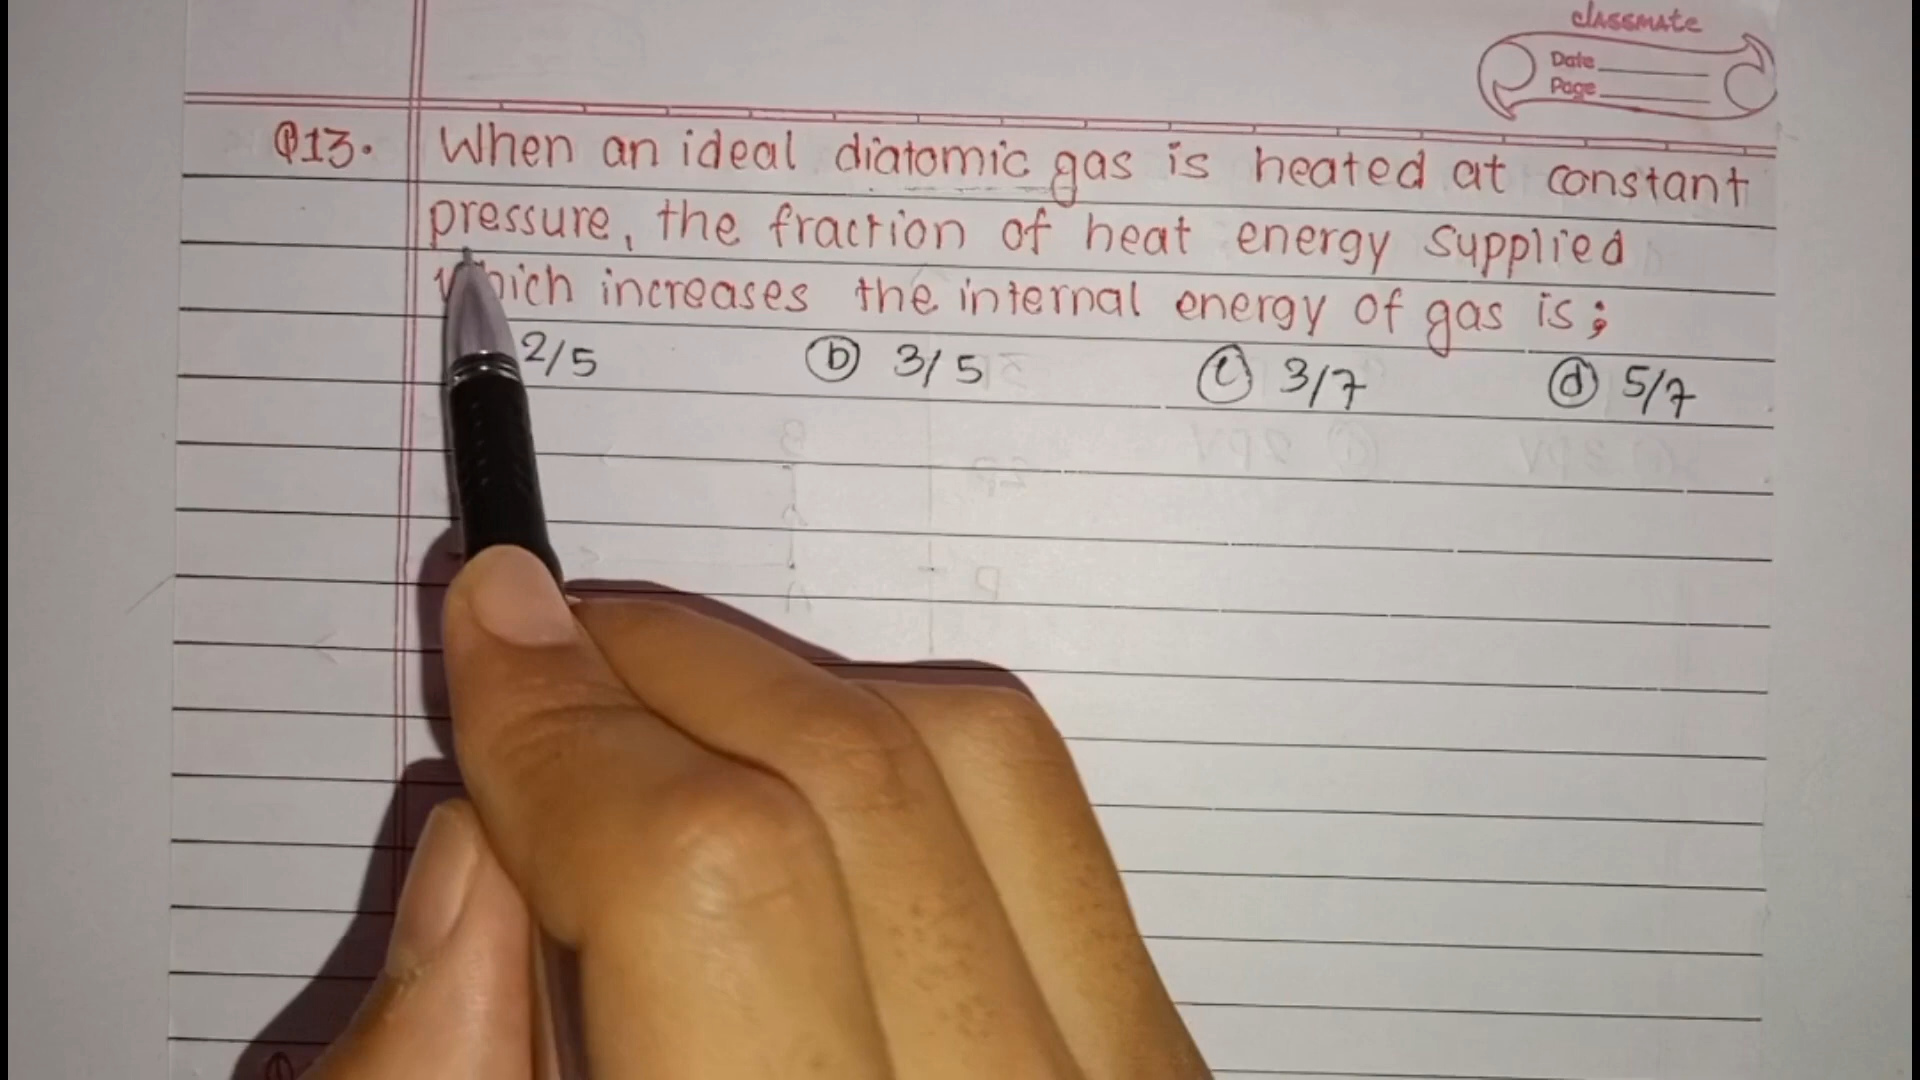 classmate
Date
Page
Q13. When an ideal diatomic gas is heated at constant
pressure, the fraction of heat energy supplied
which increases the internal energy of gas is;
2/5 (b) 3/5 (c) 3/7 (d) 5/7